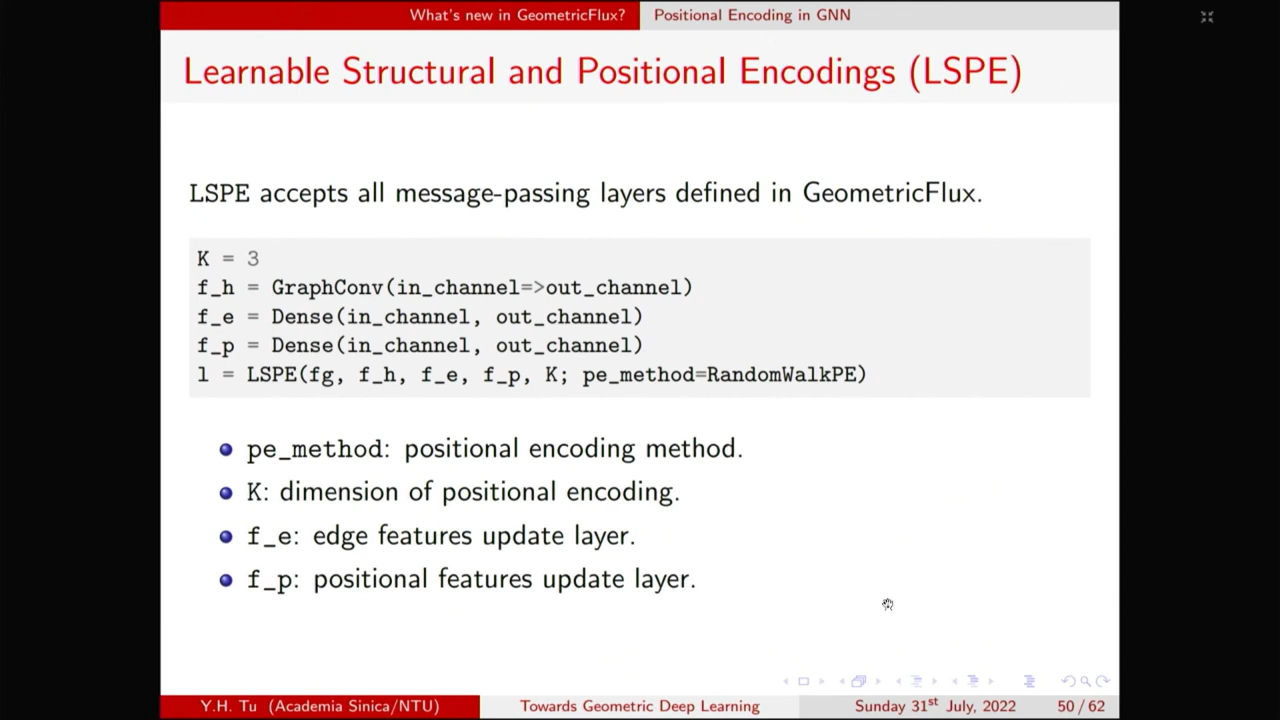 What's new in GeometricFlux? Positional Encoding in GNN
Learnable Structural and Positional Encodings (LSPE)
LSPE accepts all message-passing layers defined in GeometricFlux.
K = 3
f_h = GraphConv(in_channel=>out_channel)
f_e = Dense(in_channel, out_channel)
f_p = Dense(in_channel, out_channel)
l = LSPE(fg, f_h, f_e, f_p, K; pe_method=RandomWalkPE)
pe_method: positional encoding method.
K: dimension of positional encoding.
f_e: edge features update layer.
f_p: positional features update layer.
Y.H. Tu (Academia Sinica/NTU) Towards Geometric Deep Learning Sunday 31st July, 2022 50 / 62